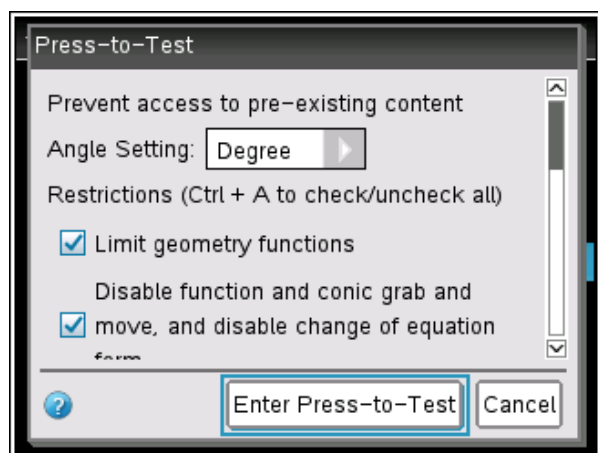 Press-to-Test
Prevent access to pre-existing content
Angle Setting: Degree
Restrictions (Ctrl + A to check/uncheck all)
Limit geometry functions
Disable function and conic grab and
move, and disable change of equation
form
?
Enter Press-to-Test Cancel